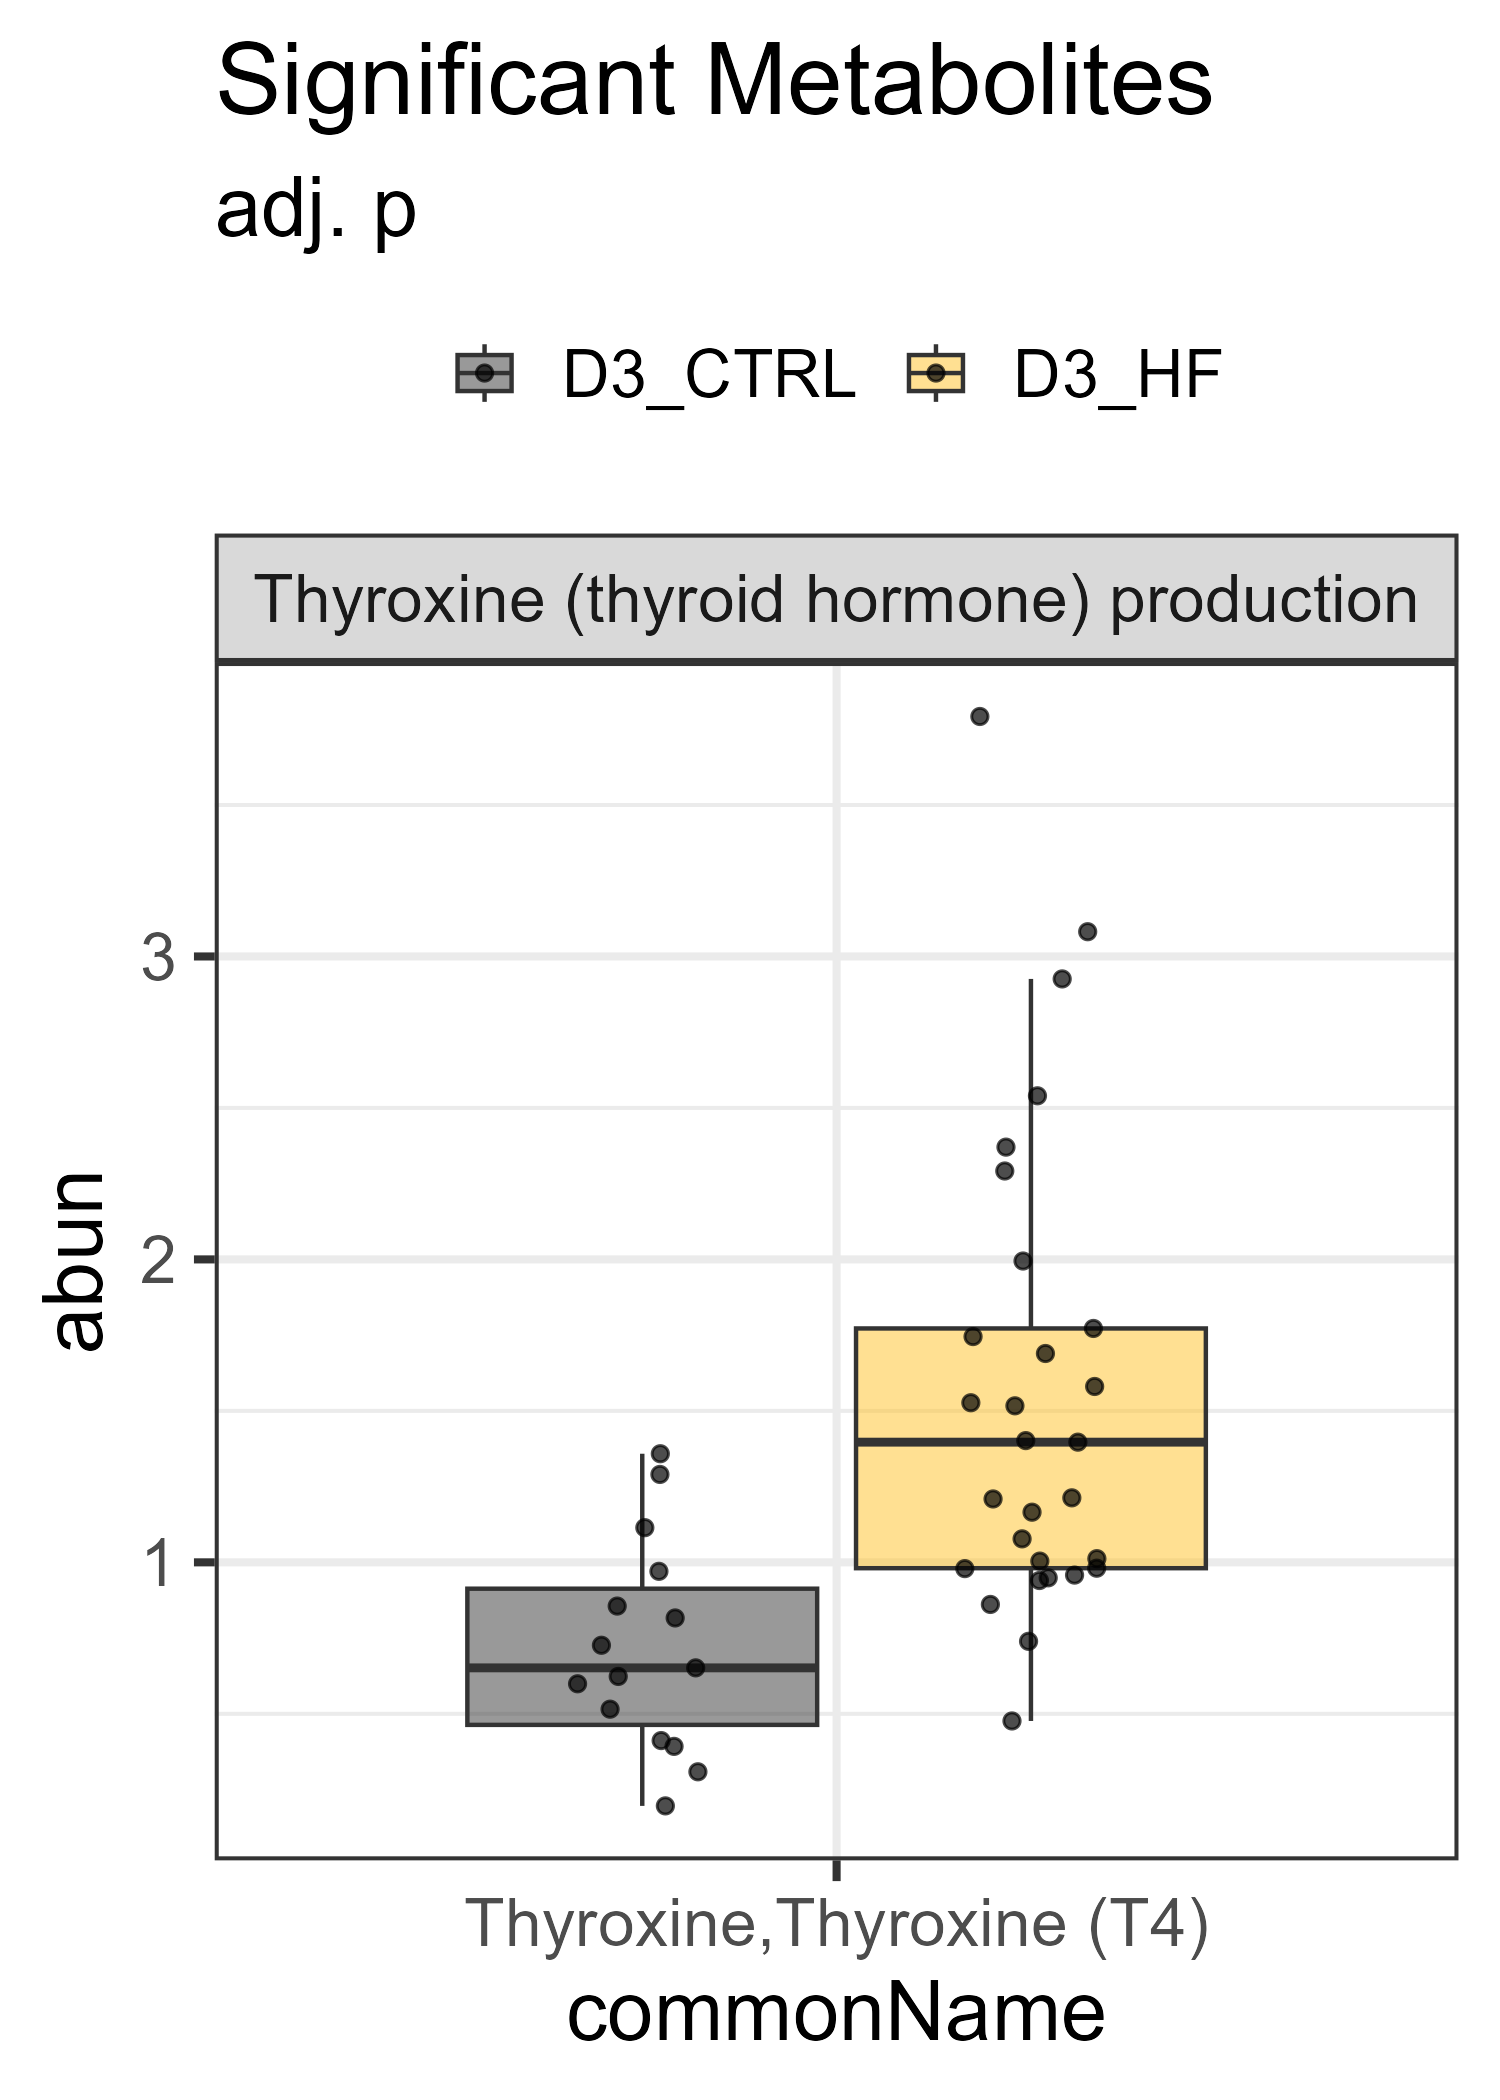 Significant Metabolites
adj. p
D3_CTRL D3_HF
Thyroxine (thyroid hormone) production
3
2
1
abun
Thyroxine,Thyroxine (T4)
commonName